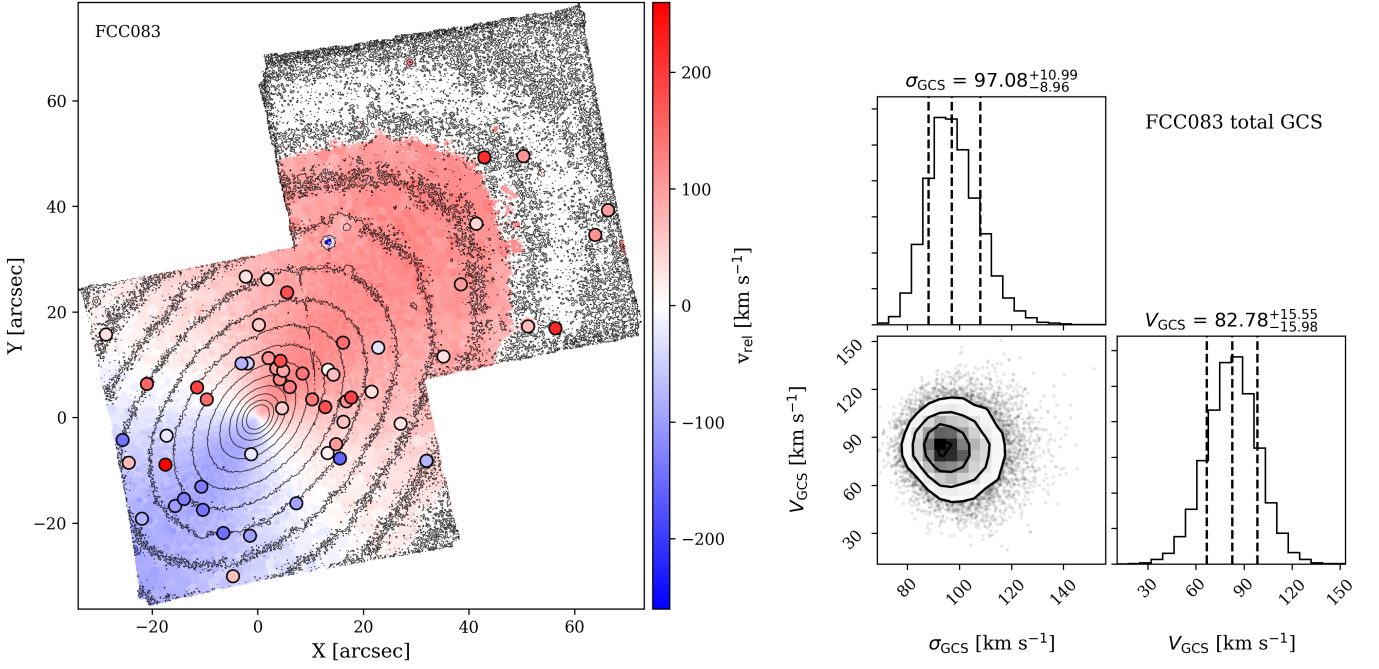 FCC083
60
40
20
0
−20
Y [arcsec]
−20
0
20
40
60
X [arcsec]
200
100
0
−100
−200
v_rel [km s⁻¹]
σ_GCS = 97.08 +10.99 −8.96
FCC083 total GCS
V_GCS = 82.78 +15.55 −15.98
150
120
90
60
30
V_GCS [km s⁻¹]
80
100
120
140
σ_GCS [km s⁻¹]
30
60
90
120
150
V_GCS [km s⁻¹]